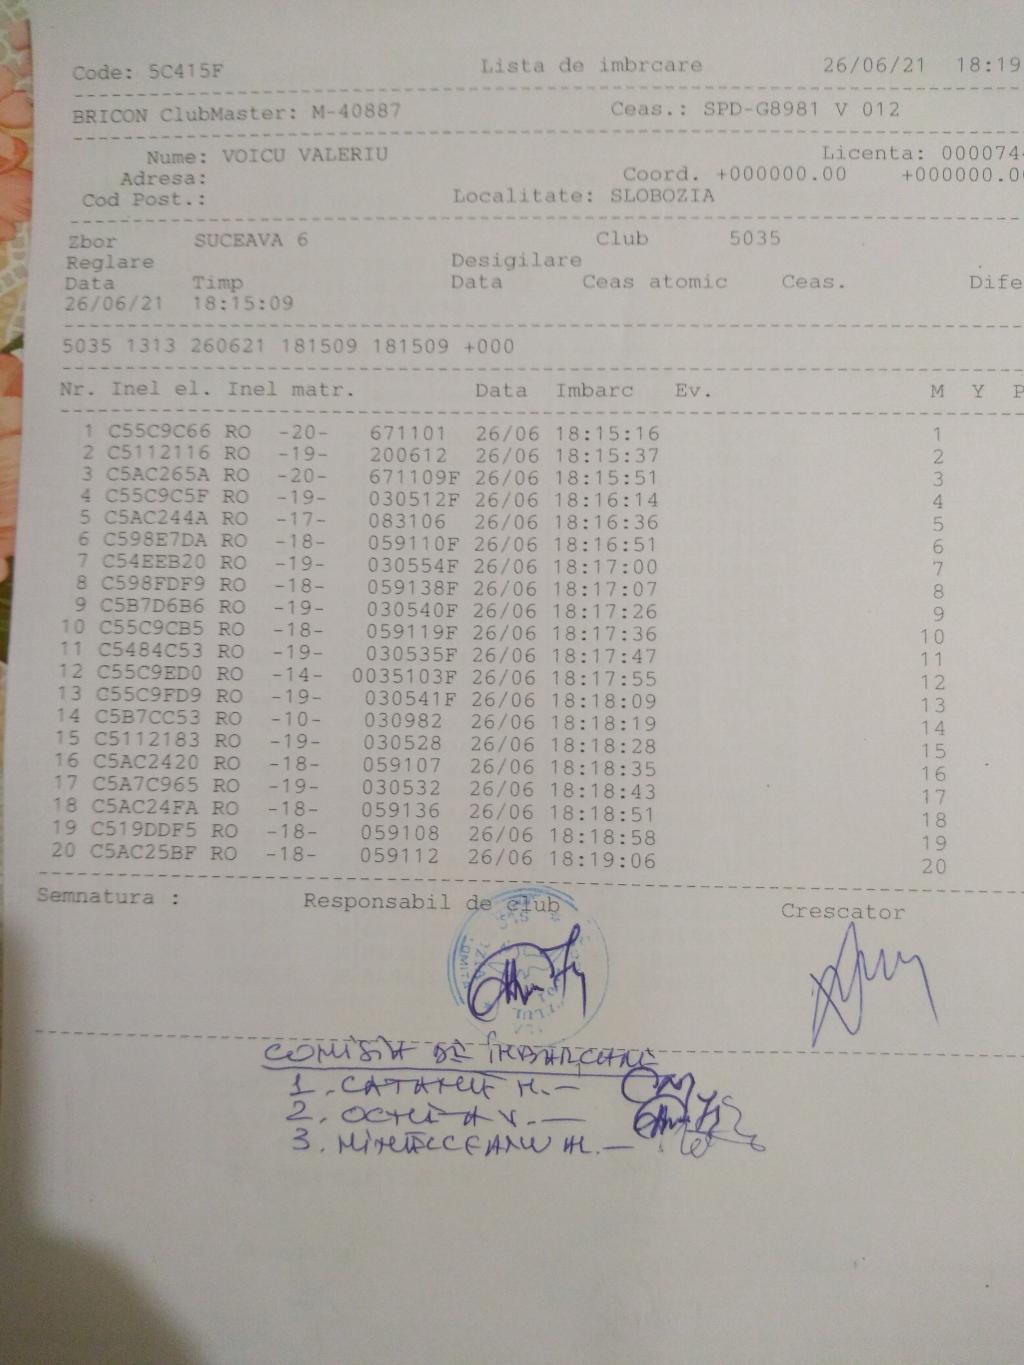 Code: 5C415F Lista de imbrcare 26/06/21 18:19
BRICON ClubMaster: M-40887 Ceas.: SPD-G8981 V 012
Nume: VOICU VALERIU Licenta: 0000744
Adresa: Coord. +000000.00 +000000.00
Cod Post.: Localitate: SLOBOZIA
Zbor SUCEAVA 6 Club 5035
Reglare Desigilare
Data Timp Data Ceas atomic Ceas. Dife
26/06/21 18:15:09
5035 1313 260621 181509 181509 +000
Nr. Inel el. Inel matr. Data Imbarc Ev. M Y P
1 C55C9C66 RO -20- 671101 26/06 18:15:16 1
2 C5112116 RO -19- 200612 26/06 18:15:37 2
3 C5AC265A RO -20- 671109F 26/06 18:15:51 3
4 C55C9C5F RO -19- 030512F 26/06 18:16:14 4
5 C5AC244A RO -17- 083106 26/06 18:16:36 5
6 C598E7DA RO -18- 059110F 26/06 18:16:51 6
7 C54EEB20 RO -19- 030554F 26/06 18:17:00 7
8 C598FDF9 RO -18- 059138F 26/06 18:17:07 8
9 C5B7D6B6 RO -19- 030540F 26/06 18:17:26 9
10 C55C9CB5 RO -18- 059119F 26/06 18:17:36 10
11 C5484C53 RO -19- 030535F 26/06 18:17:47 11
12 C55C9ED0 RO -14- 0035103F 26/06 18:17:55 12
13 C55C9FD9 RO -19- 030541F 26/06 18:18:09 13
14 C5B7CC53 RO -10- 030982 26/06 18:18:19 14
15 C5112183 RO -19- 030528 26/06 18:18:28 15
16 C5AC2420 RO -18- 059107 26/06 18:18:35 16
17 C5A7C965 RO -19- 030532 26/06 18:18:43 17
18 C5AC24FA RO -18- 059136 26/06 18:18:51 18
19 C519DDF5 RO -18- 059108 26/06 18:18:58 19
20 C5AC25BF RO -18- 059112 26/06 18:19:06 20
Semnatura : Responsabil de club Crescator
COMISIA DE ÎMBARCARE
1.
2.
3.